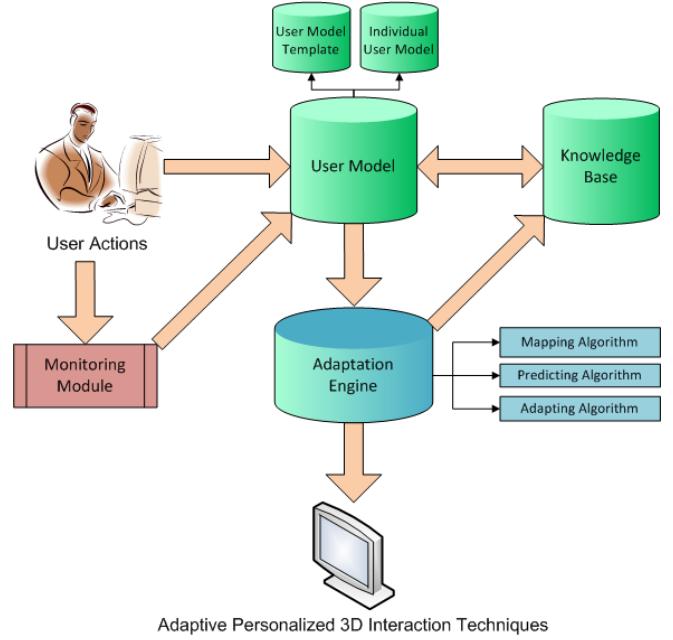 User Model
Template
Individual
User Model
User Model
Knowledge
Base
User Actions
Monitoring
Module
Adaptation
Engine
Mapping Algorithm
Predicting Algorithm
Adapting Algorithm
Adaptive Personalized 3D Interaction Techniques